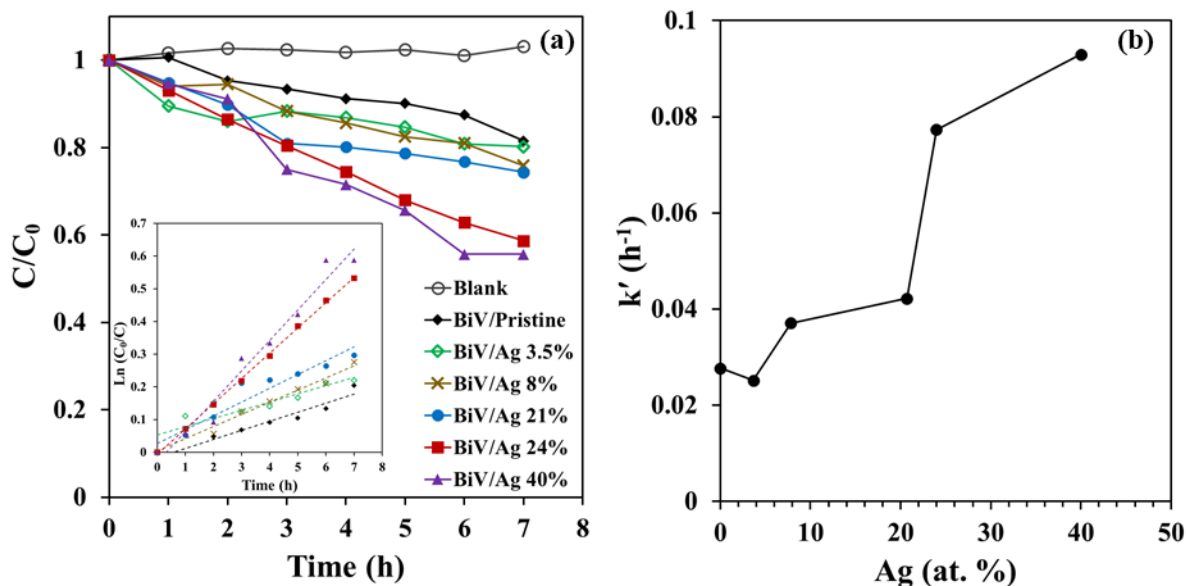 (a)
C/C₀
1
0.8
0.6
0.4
0.2
0
0 1 2 3 4 5 6 7 8
Time (h)
Blank
BiV/Pristine
BiV/Ag 3.5%
BiV/Ag 8%
BiV/Ag 21%
BiV/Ag 24%
BiV/Ag 40%
Ln (C₀/C)
0.7
0.6
0.5
0.4
0.3
0.2
0.1
0
0 1 2 3 4 5 6 7 8
Time (h)
(b)
k′ (h⁻¹)
0.1
0.08
0.06
0.04
0.02
0
0 10 20 30 40 50
Ag (at. %)